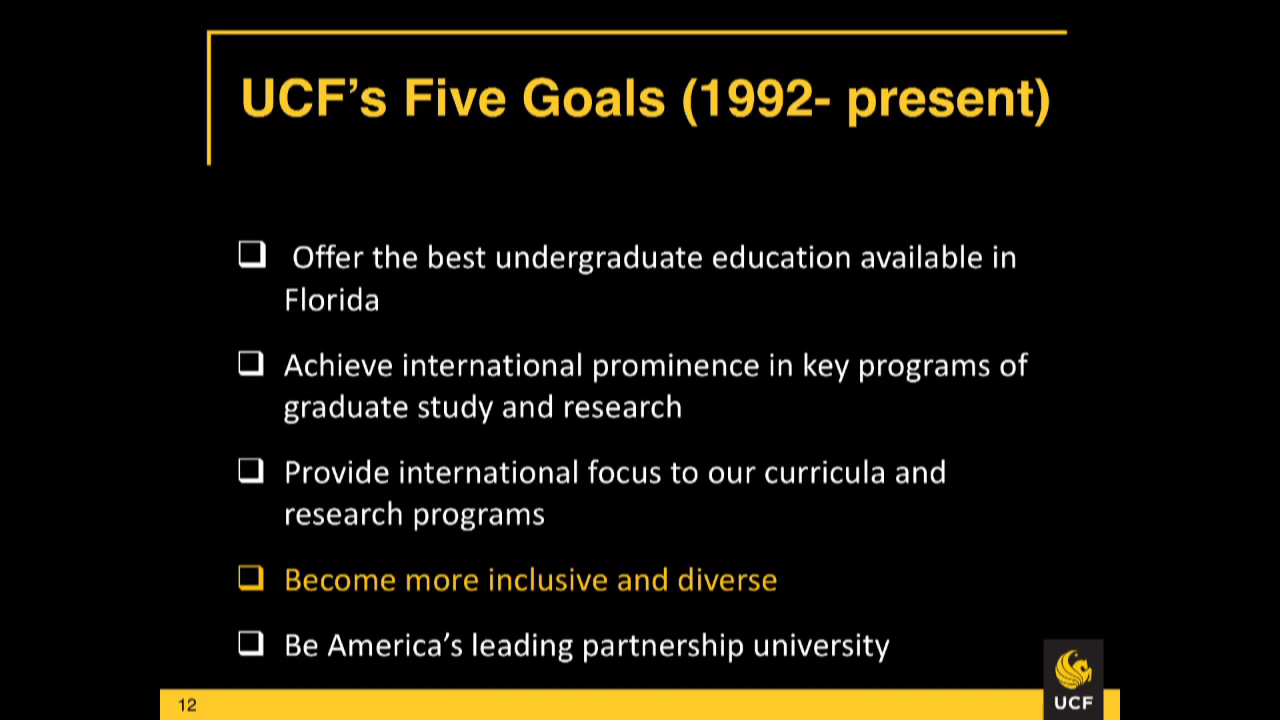 UCF’s Five Goals (1992- present)
Offer the best undergraduate education available in
Florida
Achieve international prominence in key programs of
graduate study and research
Provide international focus to our curricula and
research programs
Become more inclusive and diverse
Be America’s leading partnership university
12
UCF